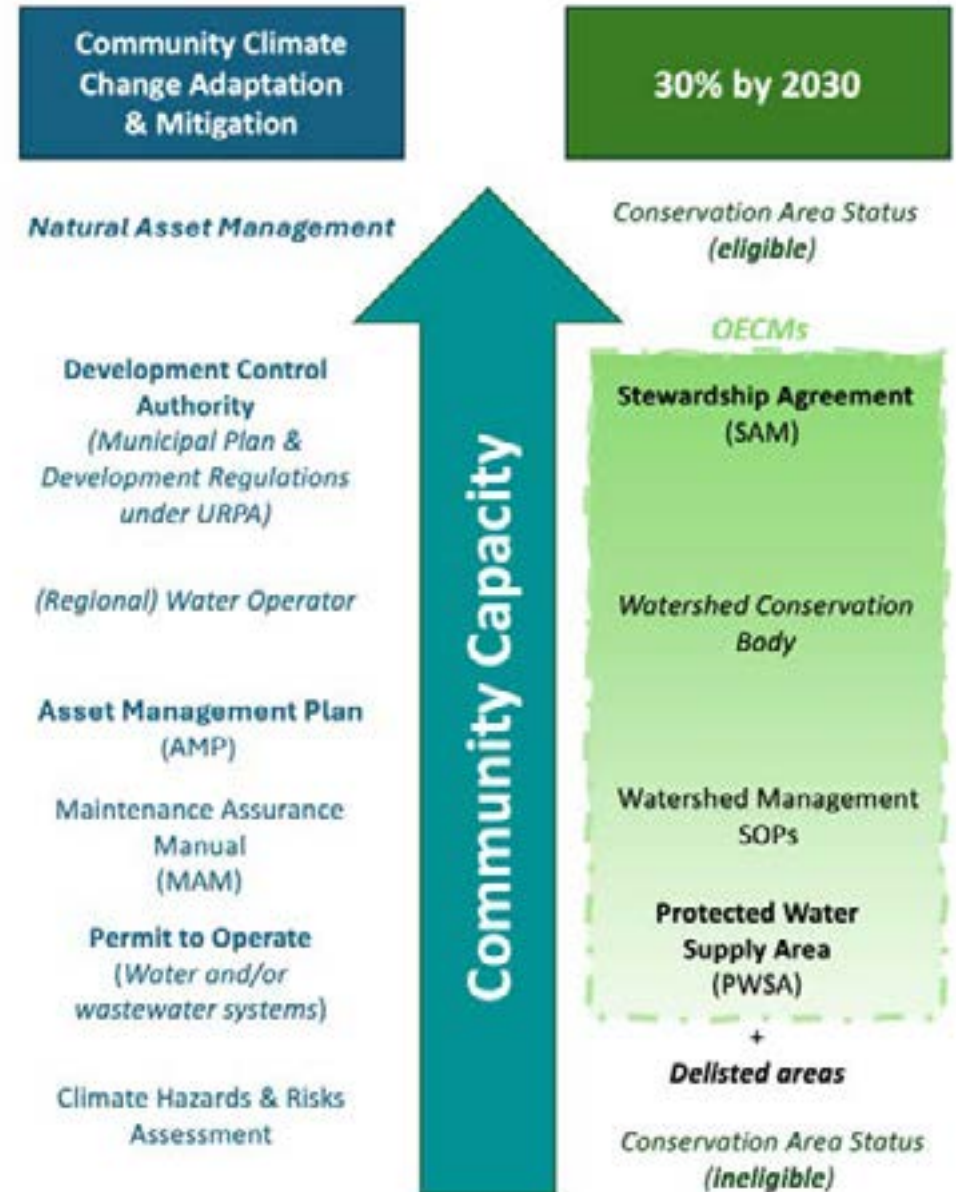 Community Climate
Change Adaptation
& Mitigation
Natural Asset Management
Development Control
Authority
(Municipal Plan &
Development Regulations
under URPA)
(Regional) Water Operator
Asset Management Plan
(AMP)
Maintenance Assurance
Manual
(MAM)
Permit to Operate
(Water and/or
wastewater systems)
Climate Hazards & Risks
Assessment
Community Capacity
30% by 2030
Conservation Area Status
(eligible)
OECMs
Stewardship Agreement
(SAM)
Watershed Conservation
Body
Watershed Management
SOPs
Protected Water
Supply Area
(PWSA)
+
Delisted areas
Conservation Area Status
(ineligible)